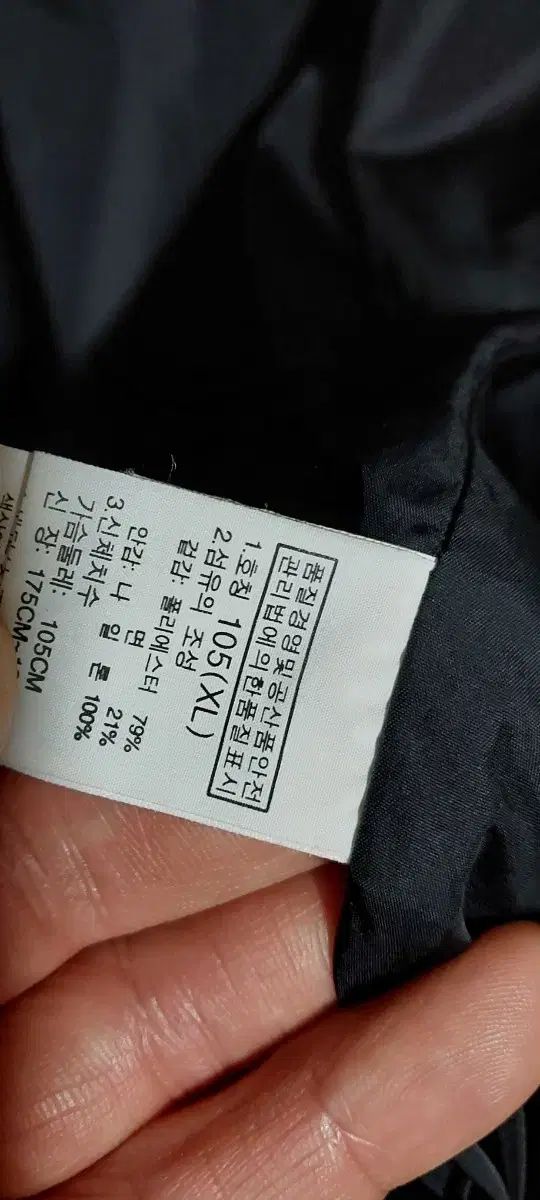 품질경영및공산품안전
관리법에의한품질표시
1.호칭 105(XL)
2.섬유의 조성
겉감: 폴리에스터 79%
면 21%
안감: 나 일 론 100%
3.신체치수
가슴둘레: 105CM
신 장: 175CM